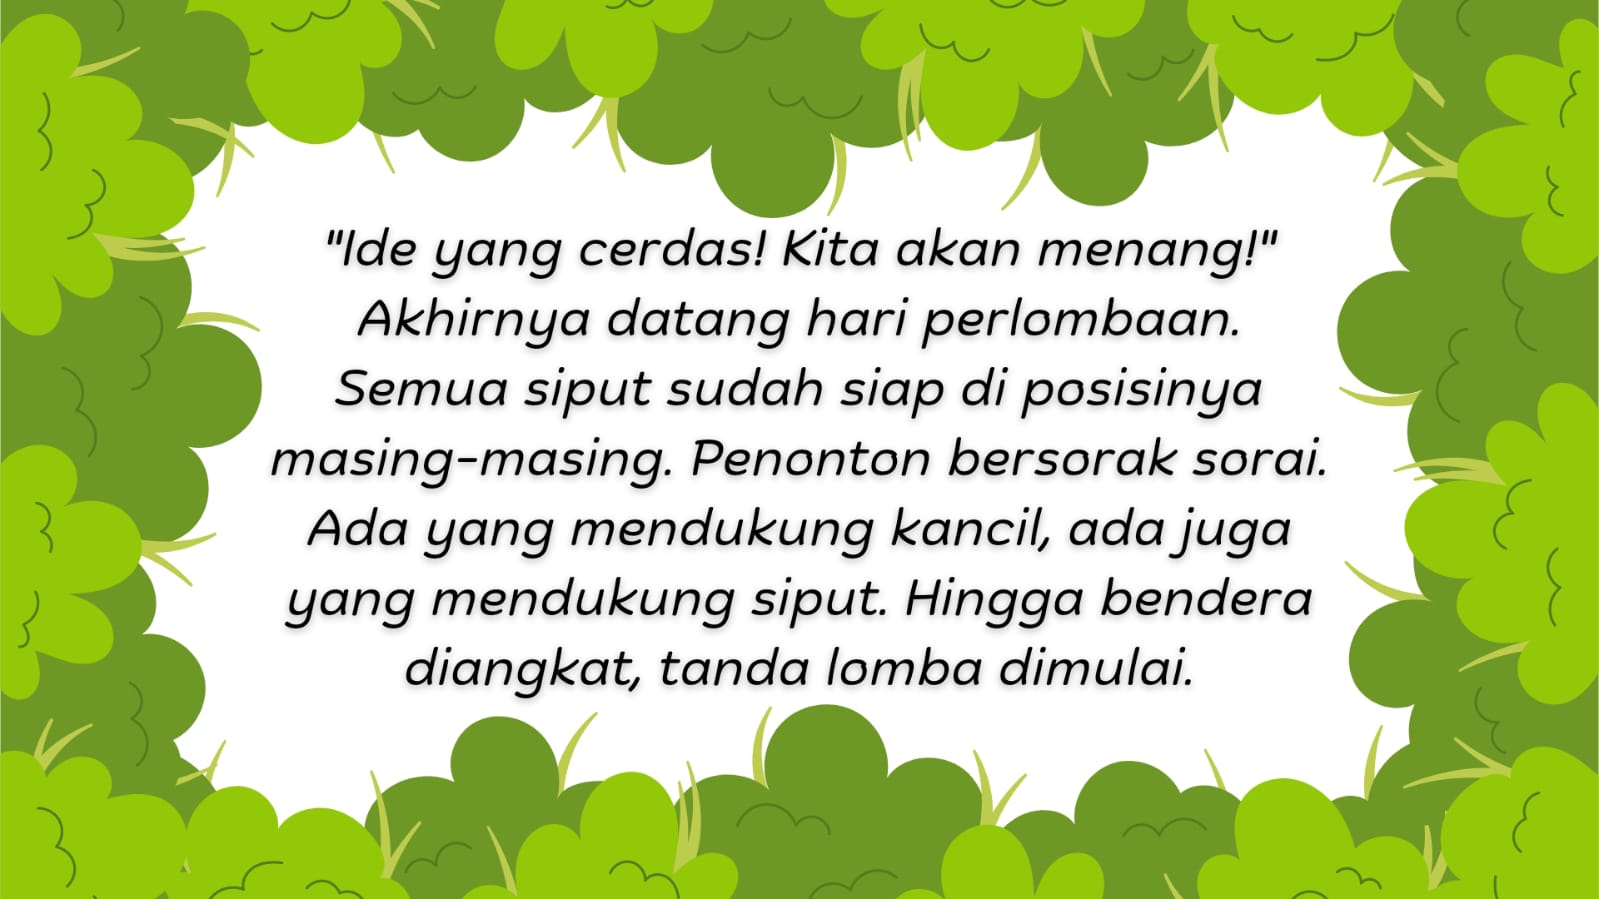 "Ide yang cerdas! Kita akan menang!"
Akhirnya datang hari perlombaan.
Semua siput sudah siap di posisinya
masing-masing. Penonton bersorak sorai.
Ada yang mendukung kancil, ada juga
yang mendukung siput. Hingga bendera
diangkat, tanda lomba dimulai.